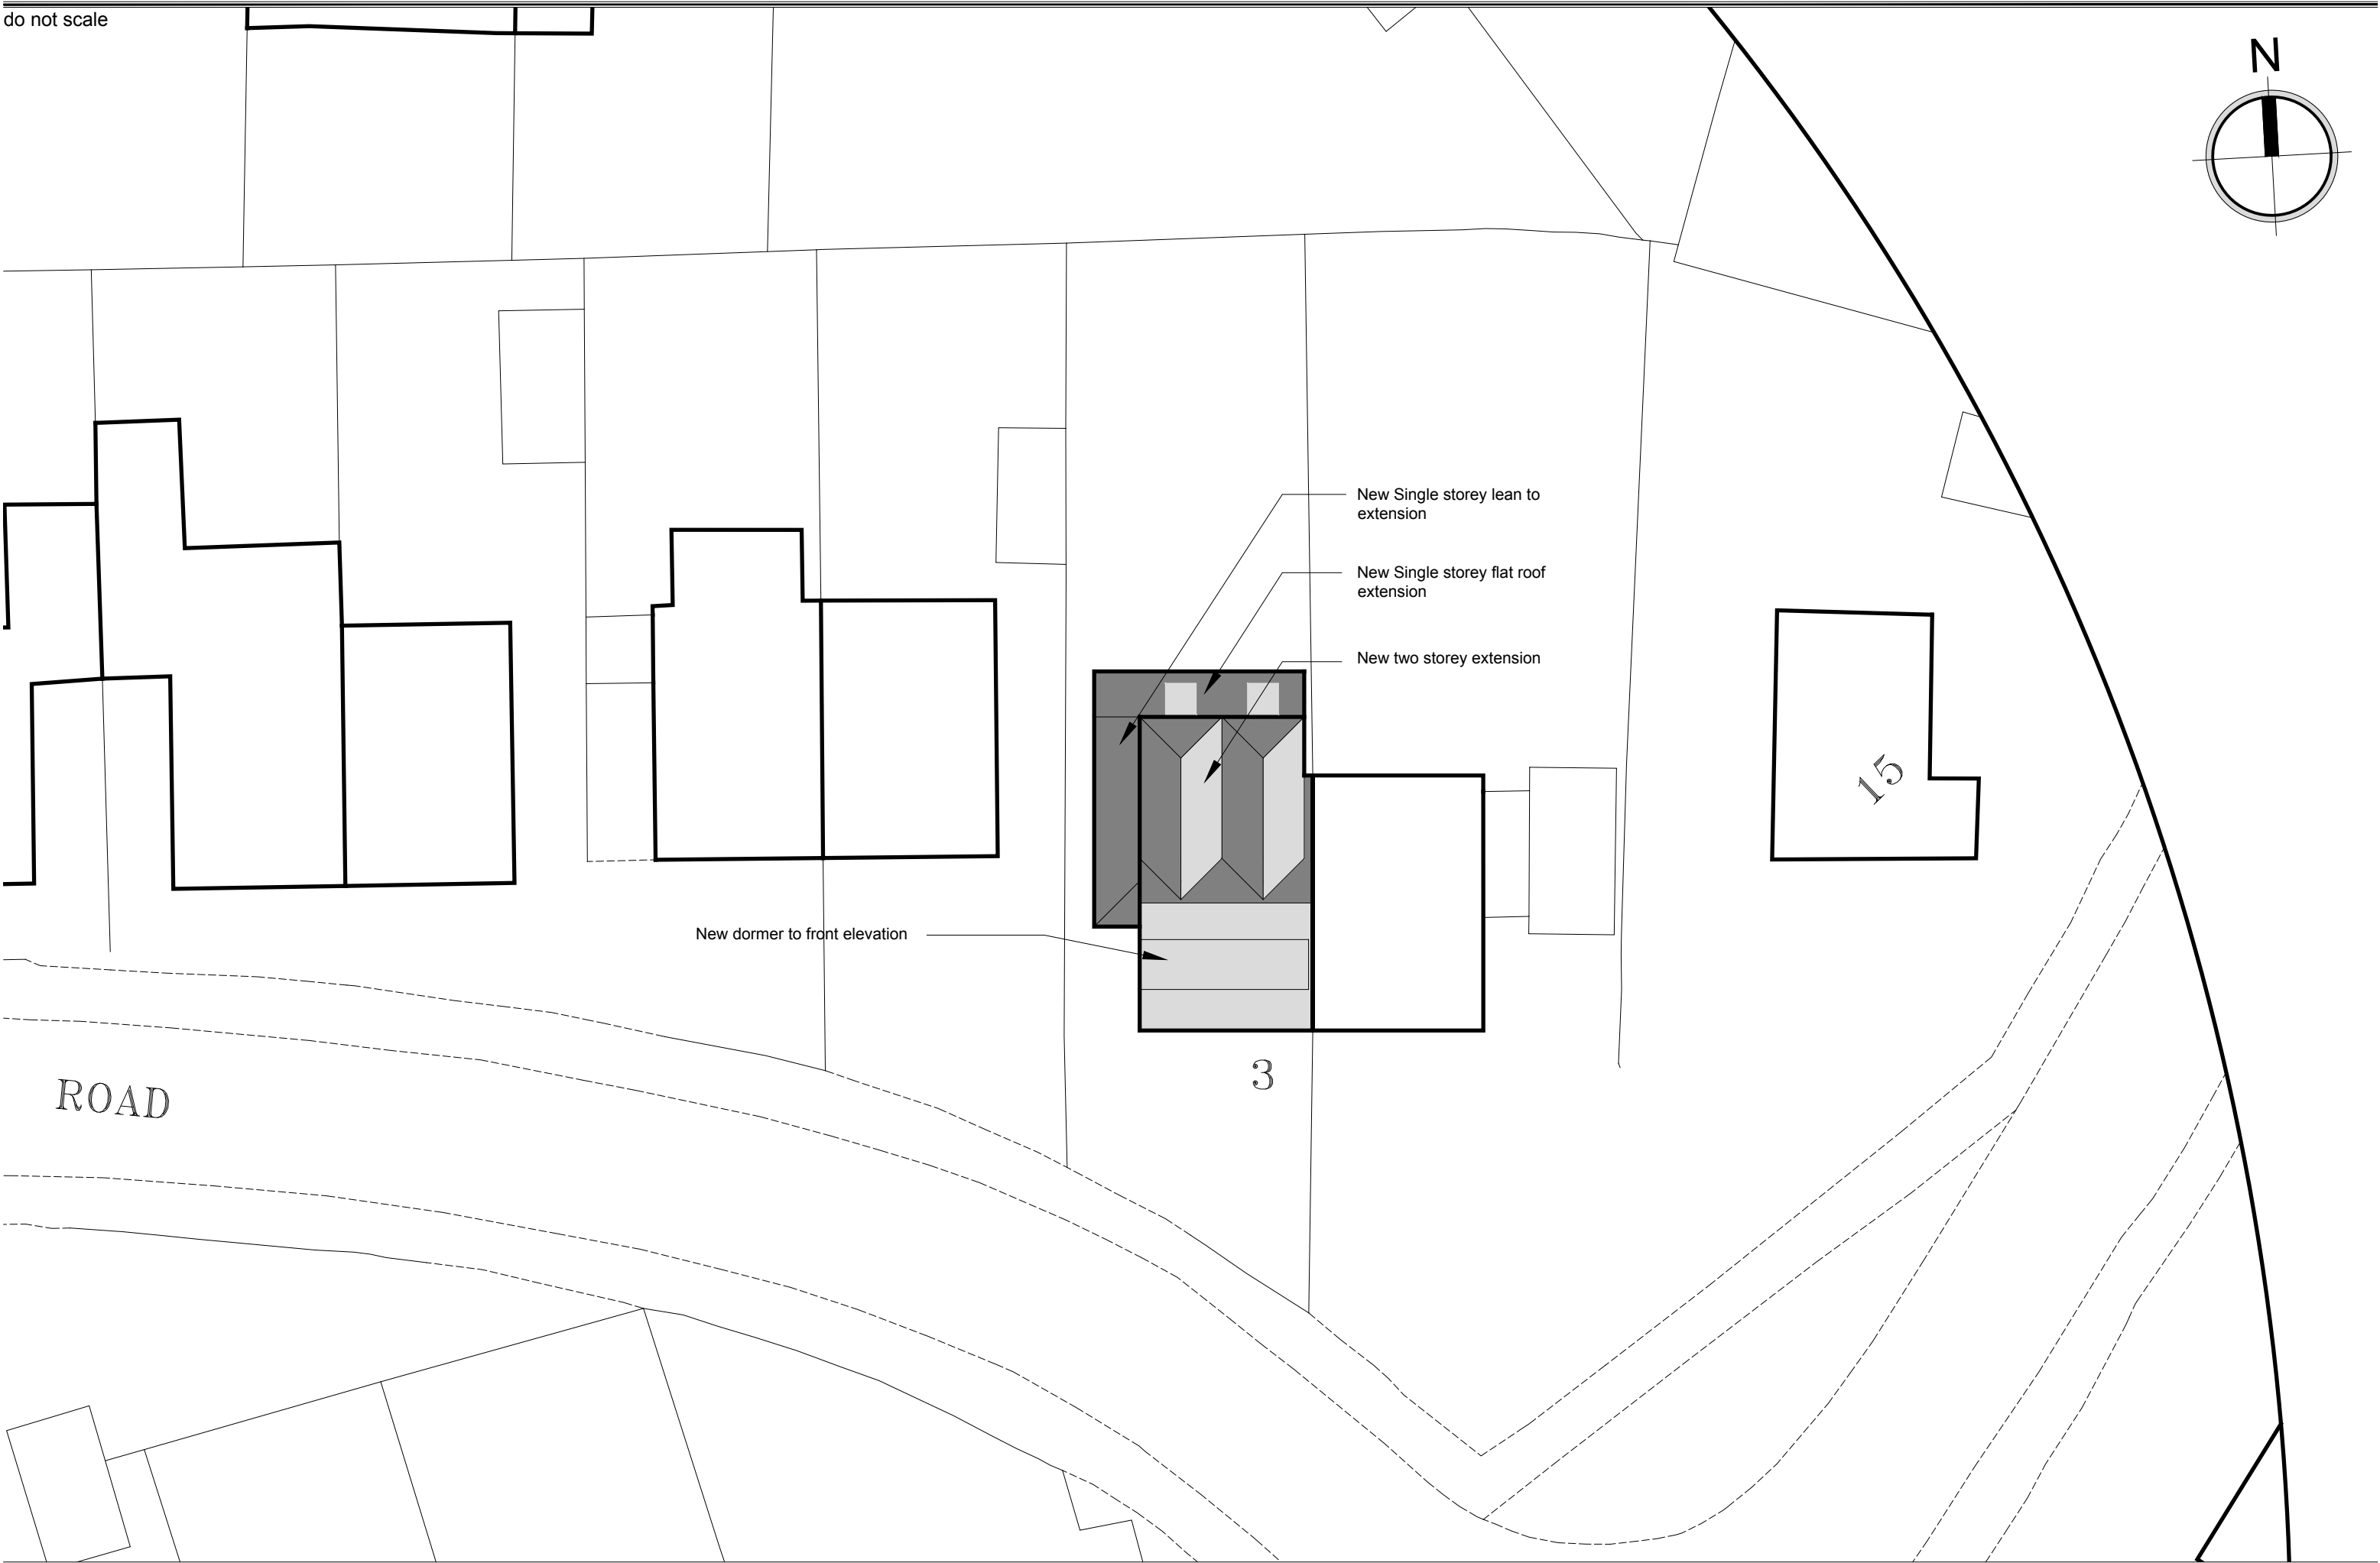 do not scale
N
New Single storey lean to
extension
New Single storey flat roof
extension
New two storey extension
15
New dormer to front elevation
3
ROAD